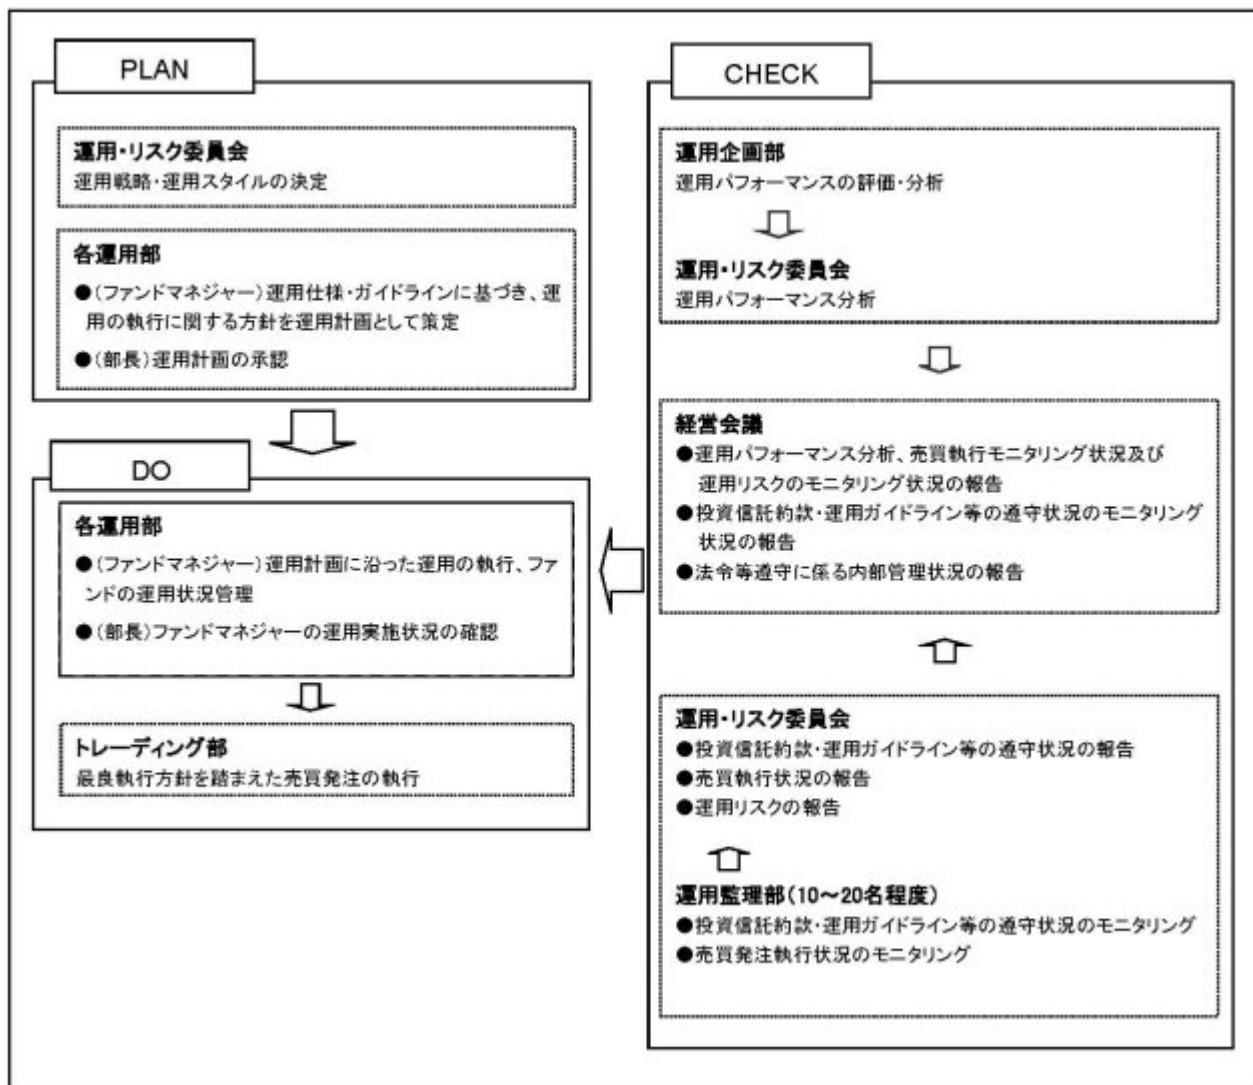 PLAN
運用・リスク委員会
運用戦略・運用スタイルの決定
各運用部
●(ファンドマネジャー)運用仕様・ガイドラインに基づき、運
用の執行に関する方針を運用計画として策定
●(部長)運用計画の承認
DO
各運用部
●(ファンドマネジャー)運用計画に沿った運用の執行、ファ
ンドの運用状況管理
●(部長)ファンドマネジャーの運用実施状況の確認
トレーディング部
最良執行方針を踏まえた売買発注の執行
CHECK
運用企画部
運用パフォーマンスの評価・分析
運用・リスク委員会
運用パフォーマンス分析
経営会議
●運用パフォーマンス分析、売買執行モニタリング状況及び
運用リスクのモニタリング状況の報告
●投資信託約款・運用ガイドライン等の遵守状況のモニタリング
状況の報告
●法令等遵守に係る内部管理状況の報告
運用・リスク委員会
●投資信託約款・運用ガイドライン等の遵守状況の報告
●売買執行状況の報告
●運用リスクの報告
運用監理部(10～20名程度)
●投資信託約款・運用ガイドライン等の遵守状況のモニタリング
●売買発注執行状況のモニタリング